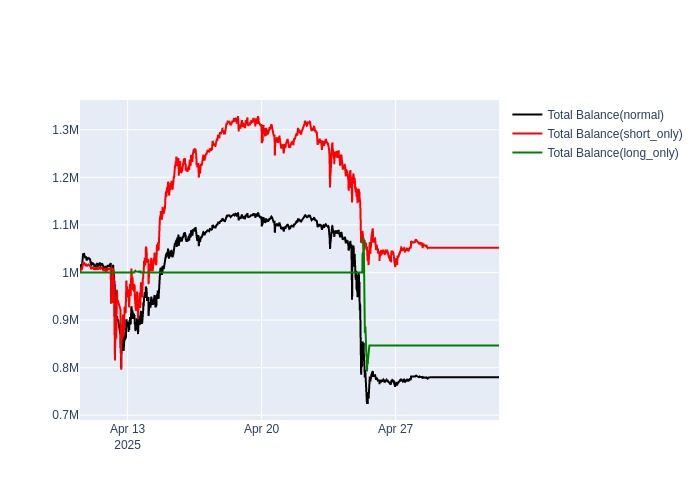 1.3M
1.2M
1.1M
1M
0.9M
0.8M
0.7M
Apr 13
2025
Apr 20
Apr 27
Total Balance(normal)
Total Balance(short_only)
Total Balance(long_only)